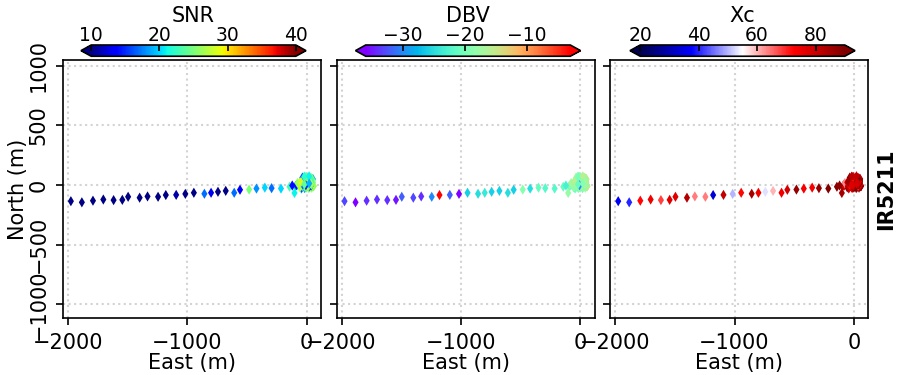 SNR
DBV
Xc
10 20 30 40
−30 −20 −10
20 40 60 80
1000
500
0
−500
−1000
North (m)
−2000 −1000 0
−2000 −1000 0
−2000 −1000 0
East (m)
East (m)
East (m)
IR5211